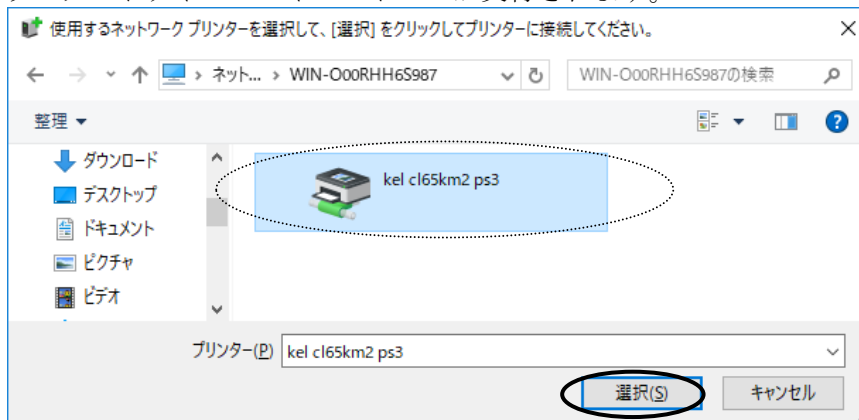 使用するネットワーク プリンターを選択して、[選択] をクリックしてプリンターに接続してください。
ネット... › WIN-O00RHH6S987
WIN-O00RHH6S987の検索
整理
ダウンロード
デスクトップ
ドキュメント
ピクチャ
ビデオ
kel cl65km2 ps3
プリンター(P) kel cl65km2 ps3
選択(S) キャンセル